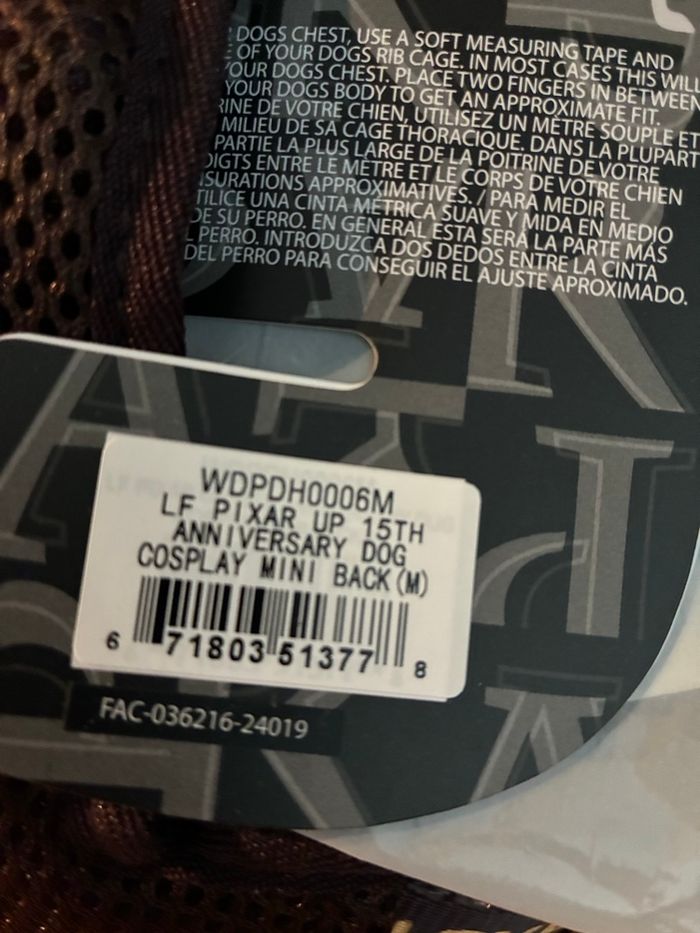 DOGS CHEST, USE A SOFT MEASURING TAPE AND
OF YOUR DOGS RIB CAGE. IN MOST CASES THIS WILL
YOUR DOGS CHEST. PLACE TWO FINGERS IN BETWEEN
YOUR DOGS BODY TO GET AN APPROXIMATE FIT.
DE VOTRE CHIEN, UTILISEZ UN MÈTRE SOUPLE ET
MILIEU DE SA CAGE THORACIQUE. DANS LA PLUPART
PARTIE LA PLUS LARGE DE LA POITRINE DE VOTRE
ENTRE LE MÈTRE ET LE CORPS DE VOTRE CHIEN
APPROXIMATIVES. / PARA MEDIR EL
UNA CINTA MÉTRICA SUAVE Y MIDA EN MEDIO
DE SU PERRO. EN GENERAL ESTA SERÁ LA PARTE MÁS
PERRO. INTRODUZCA DOS DEDOS ENTRE LA CINTA
DEL PERRO PARA CONSEGUIR EL AJUSTE APROXIMADO.
WDPDH0006M
LF PIXAR UP 15TH
ANNIVERSARY DOG
COSPLAY MINI BACK(M)
6 71803 51377 8
FAC-036216-24019